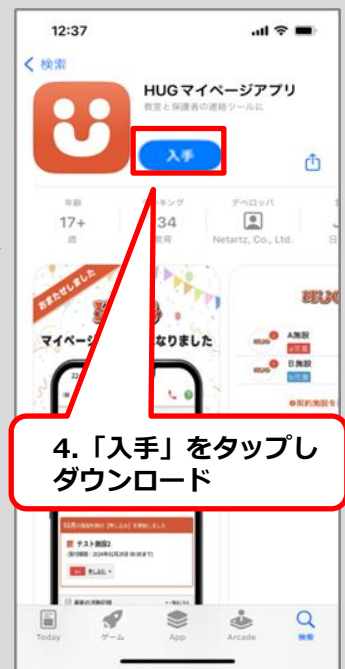 12:37
検索
HUGマイページアプリ
教室と保護者の連絡ツールに
入手
年齢
17+
歳
キング
34
教育
デベロッパ
Netartz, Co., Ltd.
おまたせしました
マイページ
なりました
A施設
B施設
4.「入手」をタップし
ダウンロード
テスト施設2
Today
ゲーム
App
Arcade
検索